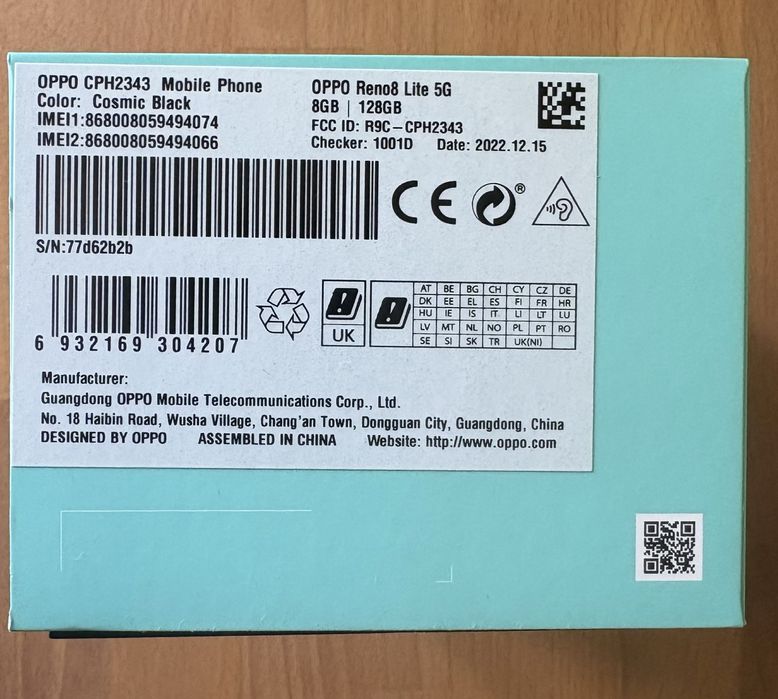 OPPO CPH2343 Mobile Phone
Color: Cosmic Black
IMEI1:868008059494074
IMEI2:868008059494066
OPPO Reno8 Lite 5G
8GB | 128GB
FCC ID: R9C-CPH2343
Checker: 1001D Date: 2022.12.15
CE ®
S/N:77d62b2b
6 932169 304207
UK
AT BE BG CH CY CZ DE
DK EE EL ES FI FR HR
HU IE IS IT LI LT LU
LV MT NL NO PL PT RO
SE SI SK TR UK(NI)
Manufacturer:
Guangdong OPPO Mobile Telecommunications Corp., Ltd.
No. 18 Haibin Road, Wusha Village, Chang'an Town, Dongguan City, Guangdong, China
DESIGNED BY OPPO ASSEMBLED IN CHINA Website: http://www.oppo.com